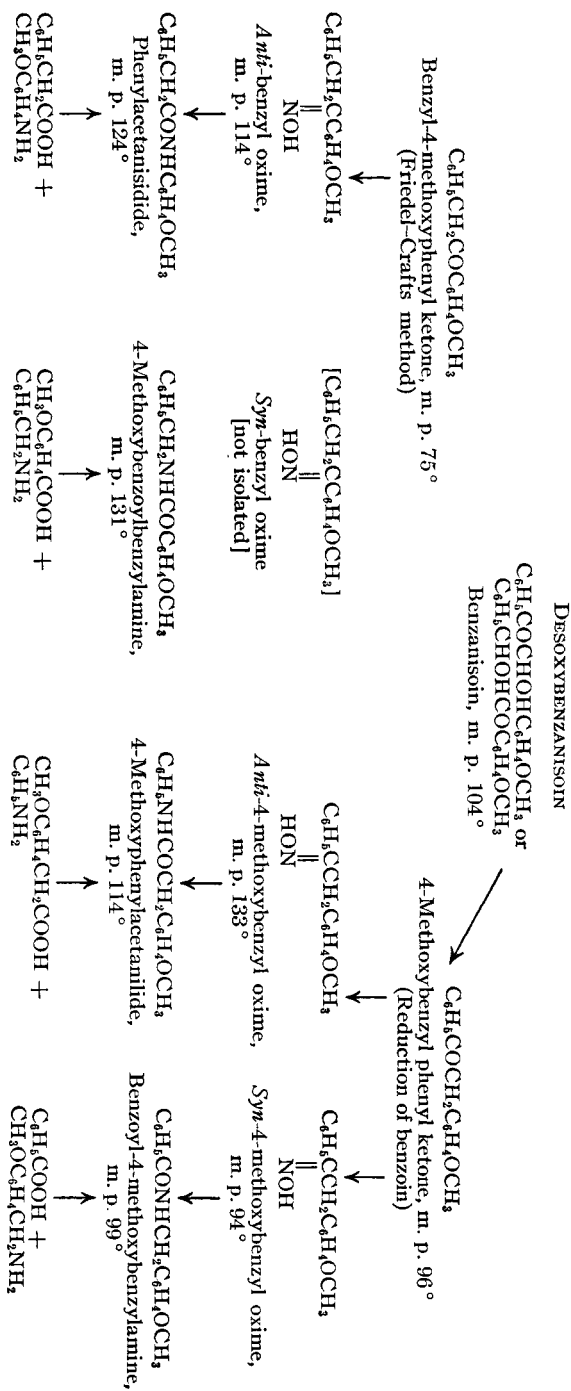 DESOXYBENZANISOIN
C₆H₅COCHOHC₆H₄OCH₃ or
C₆H₅CHOHCOC₆H₄OCH₃
Benzanisoin, m. p. 104°
C₆H₅CH₂COC₆H₄OCH₃
Benzyl-4-methoxyphenyl ketone, m. p. 75°
(Friedel–Crafts method)
C₆H₅COCH₂C₆H₄OCH₃
4-Methoxybenzyl phenyl ketone, m. p. 96°
(Reduction of benzoin)
C₆H₅CH₂CC₆H₄OCH₃
NOH
Anti-benzyl oxime,
m. p. 114°
[C₆H₅CH₂CC₆H₄OCH₃]
HON
Syn-benzyl oxime
[not isolated]
C₆H₅CCH₂C₆H₄OCH₃
HON
Anti-4-methoxybenzyl oxime,
m. p. 133°
C₆H₅CCH₂C₆H₄OCH₃
NOH
Syn-4-methoxybenzyl oxime,
m. p. 94°
C₆H₅CH₂CONHC₆H₄OCH₃
Phenylacetanisidide,
m. p. 124°
C₆H₅CH₂NHCOC₆H₄OCH₃
4-Methoxybenzoylbenzylamine,
m. p. 131°
C₆H₅NHCOCH₂C₆H₄OCH₃
4-Methoxyphenylacetanilide,
m. p. 114°
C₆H₅CONHCH₂C₆H₄OCH₃
Benzoyl-4-methoxybenzylamine,
m. p. 99°
C₆H₅CH₂COOH +
CH₃OC₆H₄NH₂
CH₃OC₆H₄COOH +
C₆H₅CH₂NH₂
CH₃OC₆H₄CH₂COOH +
C₆H₅NH₂
C₆H₅COOH +
CH₃OC₆H₄CH₂NH₂